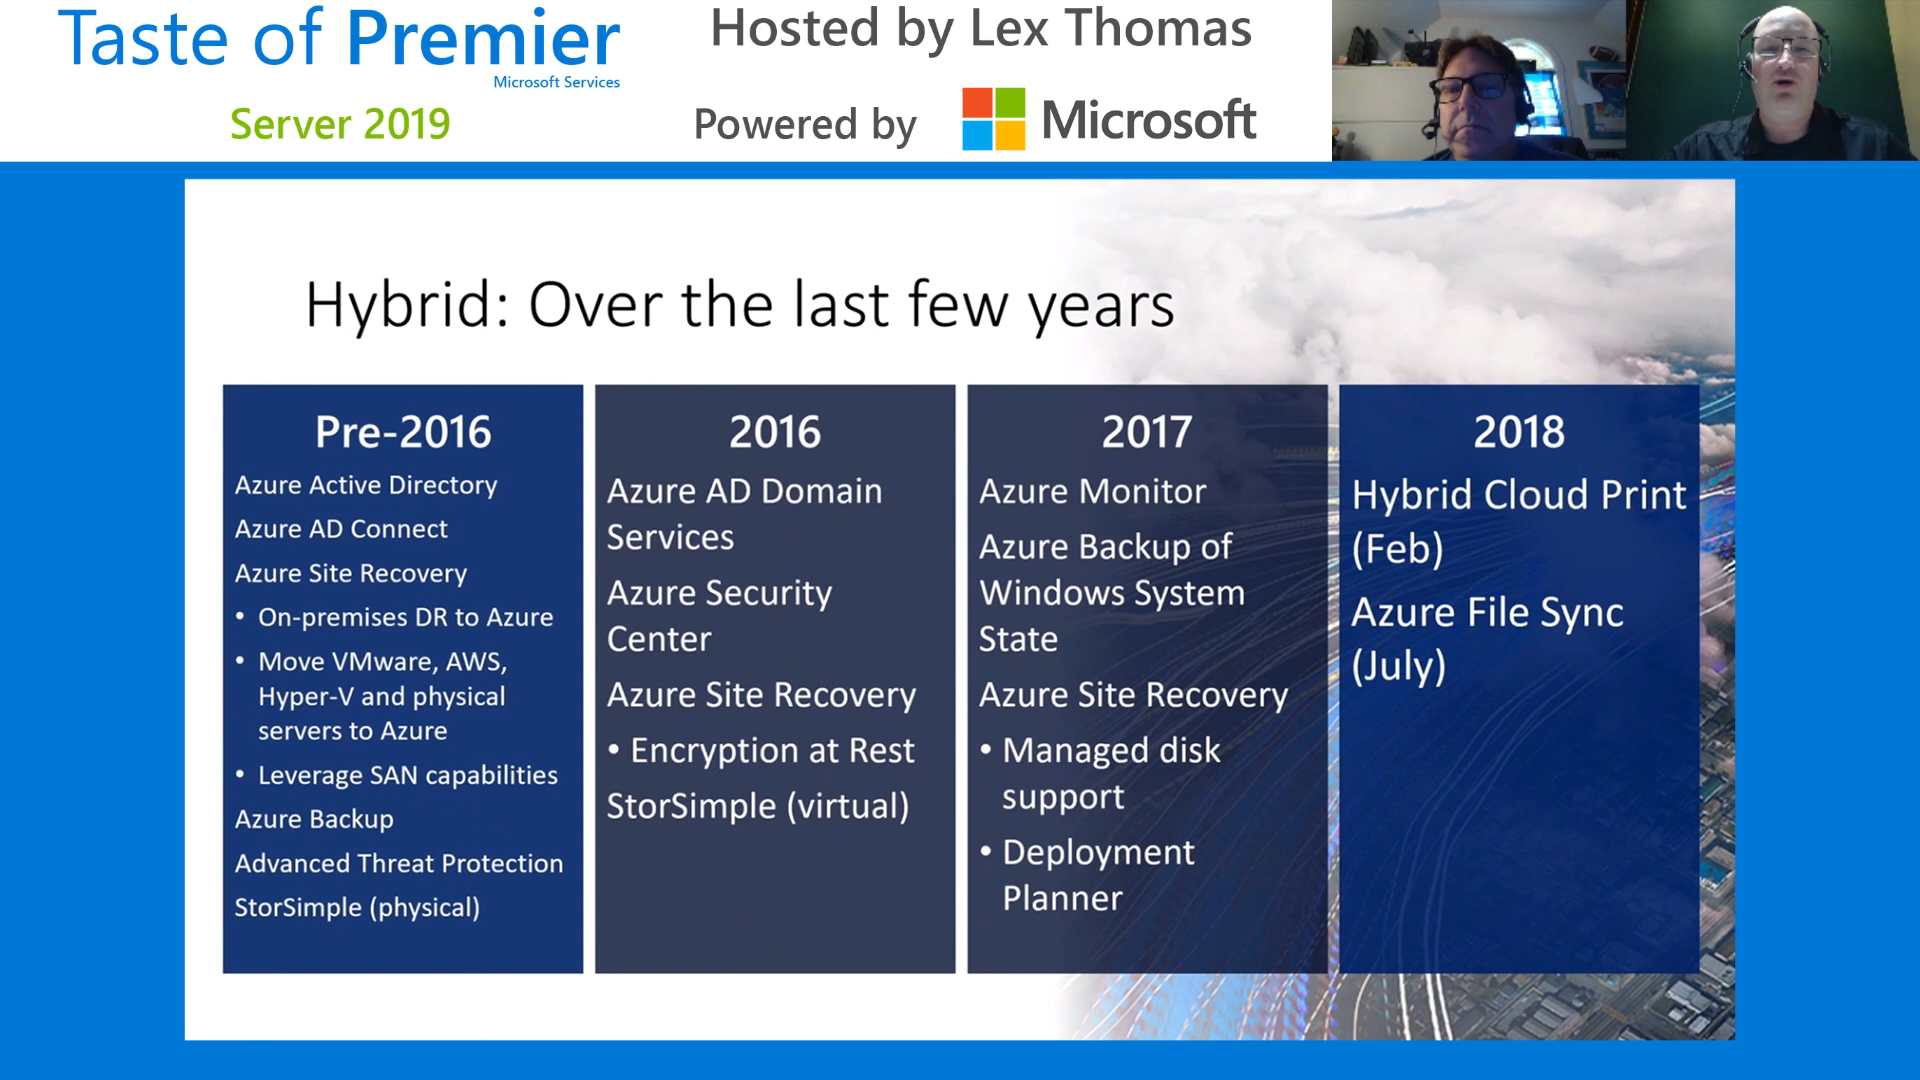 Taste of Premier
Microsoft Services
Server 2019
Hosted by Lex Thomas
Powered by Microsoft
Hybrid: Over the last few years
Pre-2016
Azure Active Directory
Azure AD Connect
Azure Site Recovery
• On-premises DR to Azure
• Move VMware, AWS,
Hyper-V and physical
servers to Azure
• Leverage SAN capabilities
Azure Backup
Advanced Threat Protection
StorSimple (physical)
2016
Azure AD Domain
Services
Azure Security
Center
Azure Site Recovery
• Encryption at Rest
StorSimple (virtual)
2017
Azure Monitor
Azure Backup of
Windows System
State
Azure Site Recovery
• Managed disk
support
• Deployment
Planner
2018
Hybrid Cloud Print
(Feb)
Azure File Sync
(July)